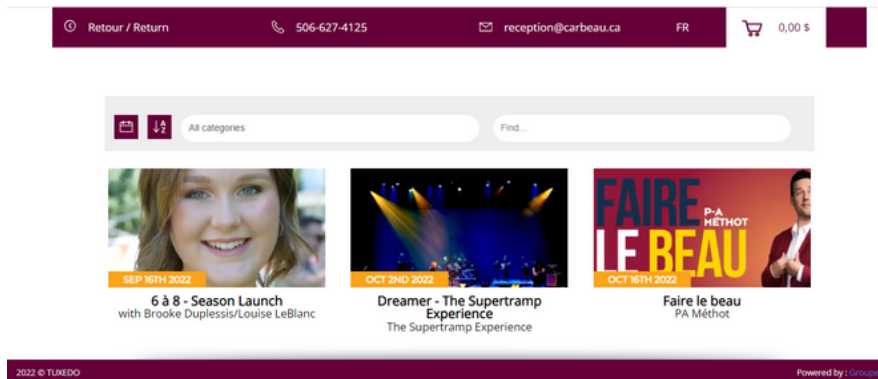 Retour / Return 506-627-4125 reception@carbeau.ca FR 0,00 $
All categories Find...
FAIRE
P-A
MÉTHOT
LE BEAU
SEP 16TH 2022 OCT 2ND 2022 OCT 16TH 2022
6 à 8 - Season Launch
with Brooke Duplessis/Louise LeBlanc
Dreamer - The Supertramp
Experience
The Supertramp Experience
Faire le beau
PA Méthot
2022 © TUXEDO Powered by : Groupe